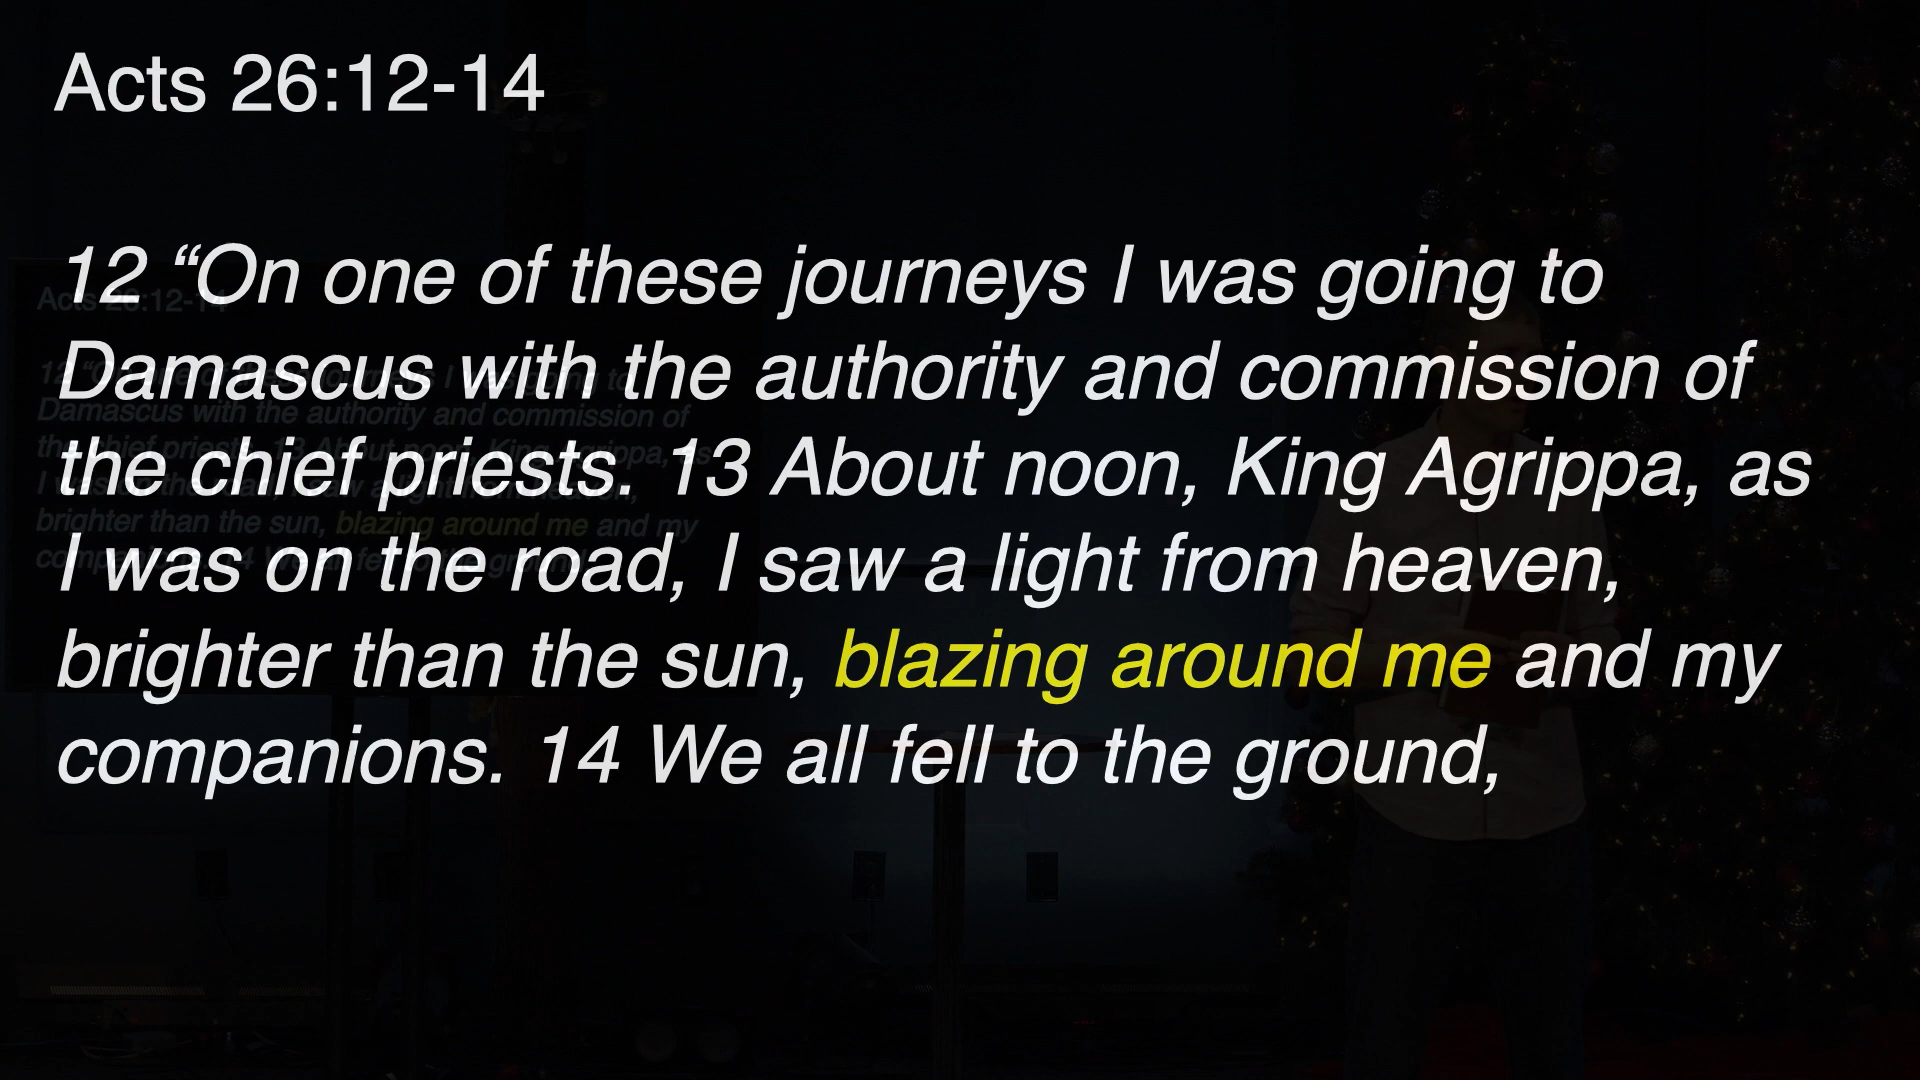 Acts 26:12-14
12 “On one of these journeys I was going to
Damascus with the authority and commission of
the chief priests. 13 About noon, King Agrippa, as
I was on the road, I saw a light from heaven,
brighter than the sun, blazing around me and my
companions. 14 We all fell to the ground,